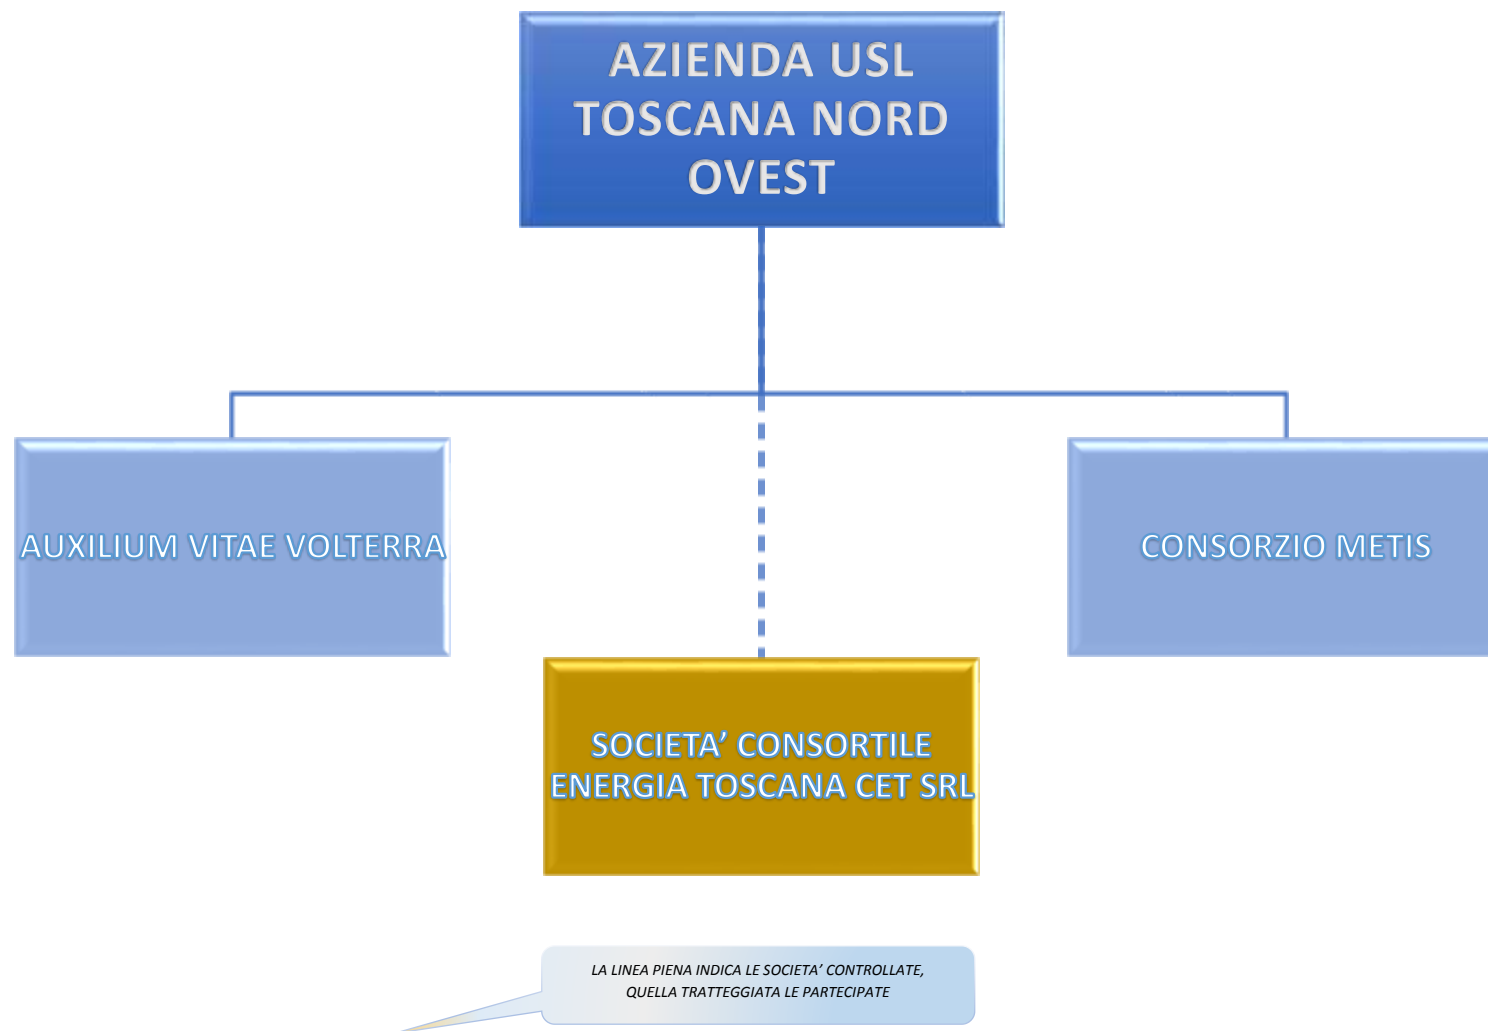 AZIENDA USL
TOSCANA NORD
OVEST
AUXILIUM VITAE VOLTERRA
CONSORZIO METIS
SOCIETA’ CONSORTILE
ENERGIA TOSCANA CET SRL
LA LINEA PIENA INDICA LE SOCIETA’ CONTROLLATE,
QUELLA TRATTEGGIATA LE PARTECIPATE